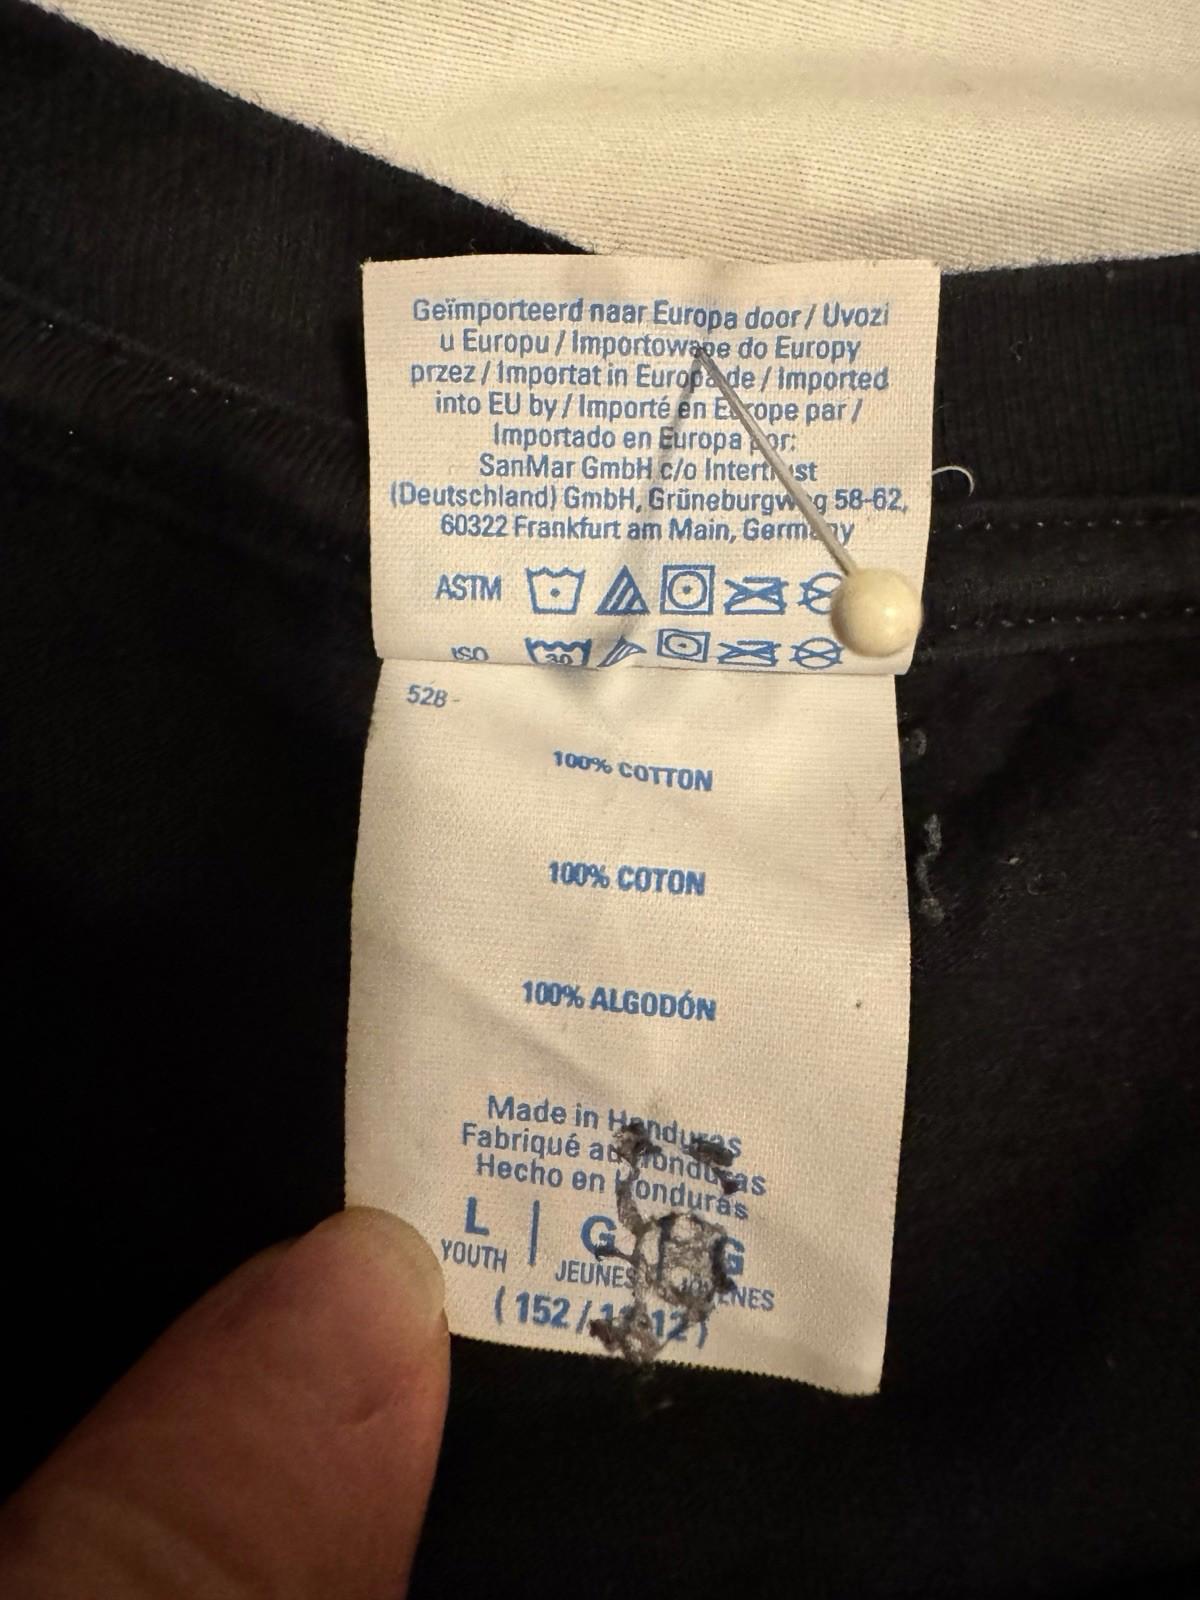 Geïmporteerd naar Europa door / Uvozi
u Europu / Importowane do Europy
przez / Importat in Europa de / Imported
into EU by / Importé en Europe par /
Importado en Europa por:
SanMar GmbH c/o Intertrust
(Deutschland) GmbH, Grüneburgweg 58-62,
60322 Frankfurt am Main, Germany
ASTM
ISO 30
528 -
100% COTTON
100% COTON
100% ALGODÓN
Made in Honduras
Fabriqué au Honduras
Hecho en Honduras
L | G | G
YOUTH JEUNES JÓVENES
( 152 / 12 )